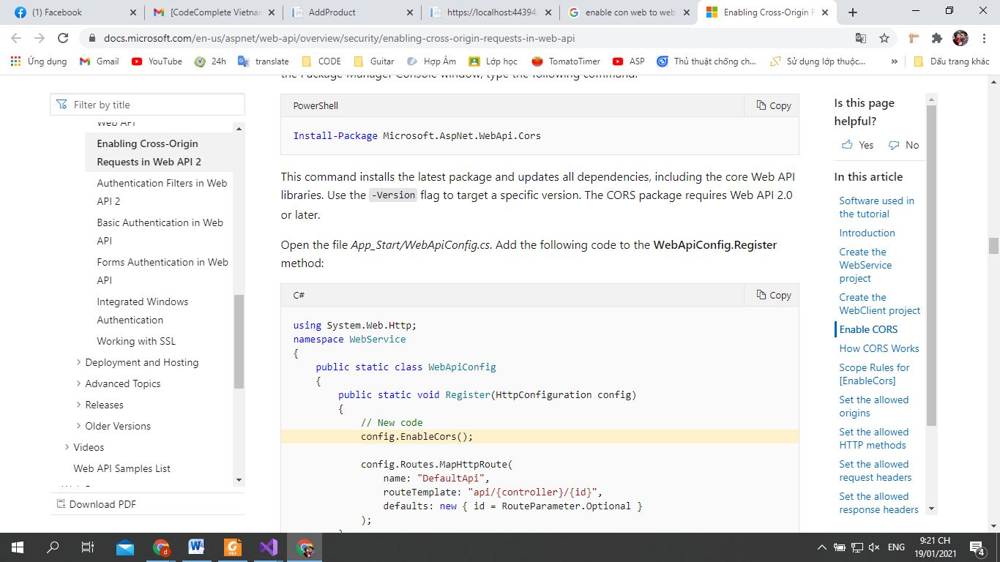 (1) Facebook
[CodeComplete Vietnam
AddProduct
https://localhost:44394/
enable con web to web
Enabling Cross-Origin R
docs.microsoft.com/en-us/aspnet/web-api/overview/security/enabling-cross-origin-requests-in-web-api
Ứng dụng
Gmail
YouTube
24h
translate
CODE
Guitar
Hợp Âm
Lớp học
TomatoTimer
ASP
Thủ thuật chống ch...
Sử dụng lớp thuộc...
»
Dấu trang khác
Filter by title
Web API
Enabling Cross-Origin
Requests in Web API 2
Authentication Filters in Web
API 2
Basic Authentication in Web
API
Forms Authentication in Web
API
Integrated Windows
Authentication
Working with SSL
Deployment and Hosting
Advanced Topics
Releases
Older Versions
Videos
Web API Samples List
Download PDF
the Package Manager Console window, type the following command:
PowerShell
Copy
Install-Package Microsoft.AspNet.WebApi.Cors
This command installs the latest package and updates all dependencies, including the core Web API
libraries. Use the -Version flag to target a specific version. The CORS package requires Web API 2.0
or later.
Open the file App_Start/WebApiConfig.cs. Add the following code to the WebApiConfig.Register
method:
C#
Copy
using System.Web.Http;
namespace WebService
{
    public static class WebApiConfig
    {
        public static void Register(HttpConfiguration config)
        {
            // New code
            config.EnableCors();
            config.Routes.MapHttpRoute(
                name: "DefaultApi",
                routeTemplate: "api/{controller}/{id}",
                defaults: new { id = RouteParameter.Optional }
            );
Is this page
helpful?
Yes
No
In this article
Software used in
the tutorial
Introduction
Create the
WebService
project
Create the
WebClient project
Enable CORS
How CORS Works
Scope Rules for
[EnableCors]
Set the allowed
origins
Set the allowed
HTTP methods
Set the allowed
request headers
Set the allowed
response headers
ENG
9:21 CH
19/01/2021
4